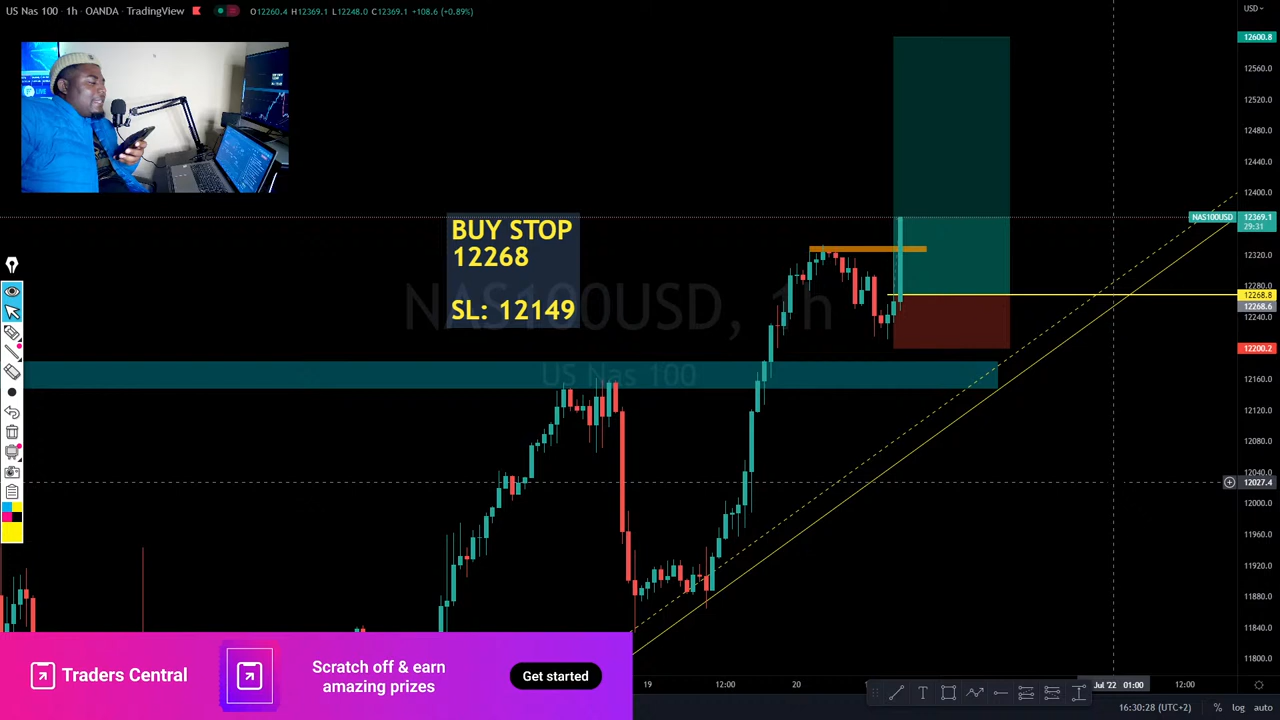 US Nas 100 · 1h · OANDA · TradingView
O12260.4 H12369.1 L12248.0 C12369.1 +108.6 (+0.89%)
USD
12600.8
12560.0
12520.0
12480.0
12440.0
12400.0
NAS100USD 12369.1
29:31
12320.0
12280.0
12268.8
12268.6
12240.0
12200.2
12160.0
12120.0
12080.0
12040.0
12027.4
12000.0
11960.0
11920.0
11880.0
11840.0
11800.0
BUY STOP
12268
SL: 12149
NAS100USD, 1h
US Nas 100
Traders Central
Scratch off & earn
amazing prizes
Get started
19
12:00
20
Jul '22 01:00
12:00
16:30:28 (UTC+2)
% log auto